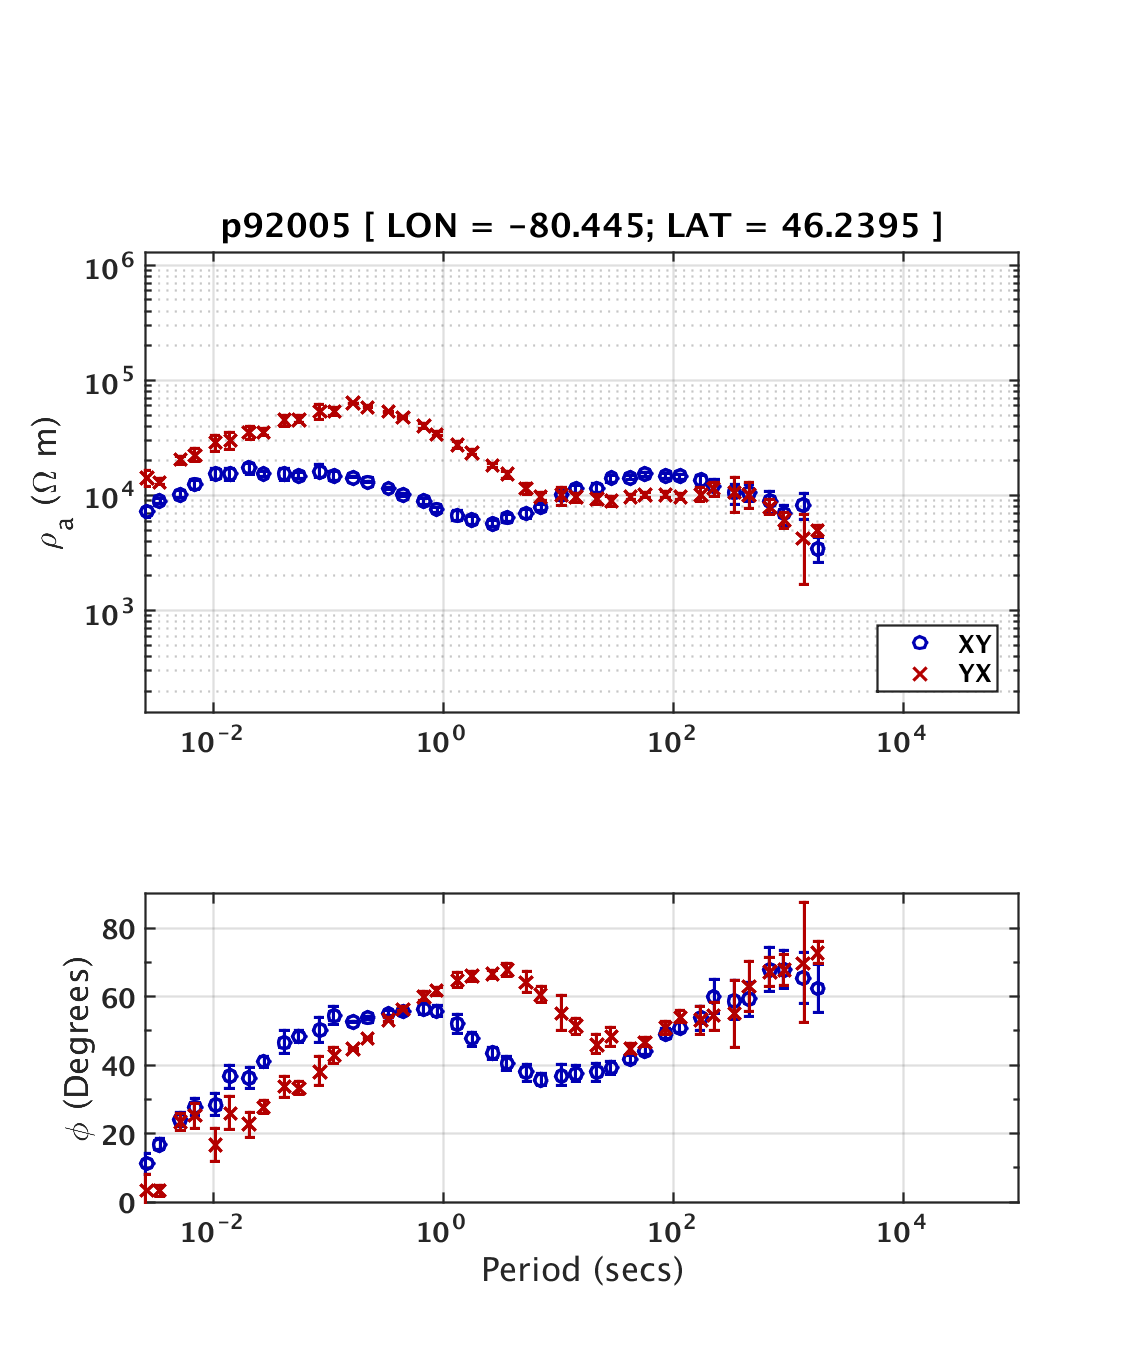 p92005 [ LON = -80.445; LAT = 46.2395 ]
10^6
10^5
10^4
10^3
ρ_a (Ω m)
XY
YX
10^-2 10^0 10^2 10^4
80
60
40
20
0
ϕ (Degrees)
10^-2 10^0 10^2 10^4
Period (secs)